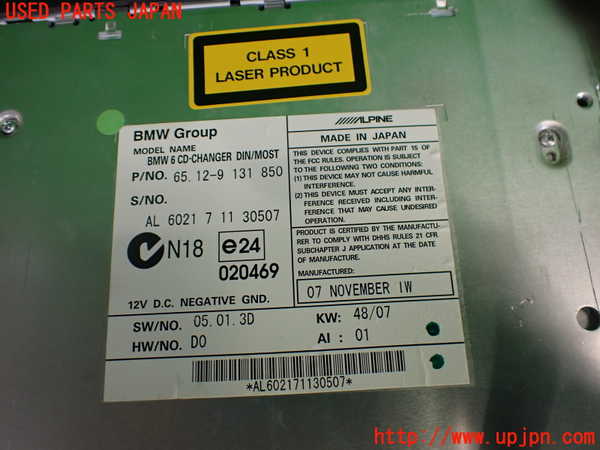 USED PARTS JAPAN
CLASS 1
LASER PRODUCT
BMW Group
MODEL NAME
BMW 6 CD-CHANGER DIN/MOST
P/NO. 65.12-9 131 850
S/NO.
AL 6021 7 11 30507
N18
e24
020469
12V D.C. NEGATIVE GND.
ALPINE
MADE IN JAPAN
THIS DEVICE COMPLIES WITH PART 15 OF
THE FCC RULES. OPERATION IS SUBJECT
TO THE FOLLOWING TWO CONDITIONS:
(1) THIS DEVICE MAY NOT CAUSE HARMFUL
INTERFERENCE.
(2) THIS DEVICE MUST ACCEPT ANY INTER-
FERENCE RECEIVED INCLUDING INTER-
FERENCE THAT MAY CAUSE UNDESIRED
OPERATION.
PRODUCT IS CERTIFIED BY THE MANUFACTU-
RER TO COMPLY WITH DHHS RULES 21 CFR
SUBCHAPTER J APPLICATION AT THE DATE OF
MANUFACTURE.
MANUFACTURED:
07 NOVEMBER IW
SW/NO. 05.01.3D
KW: 48/07
HW/NO. D0
AI : 01
*AL602171130507*
http://www.upjpn.com/